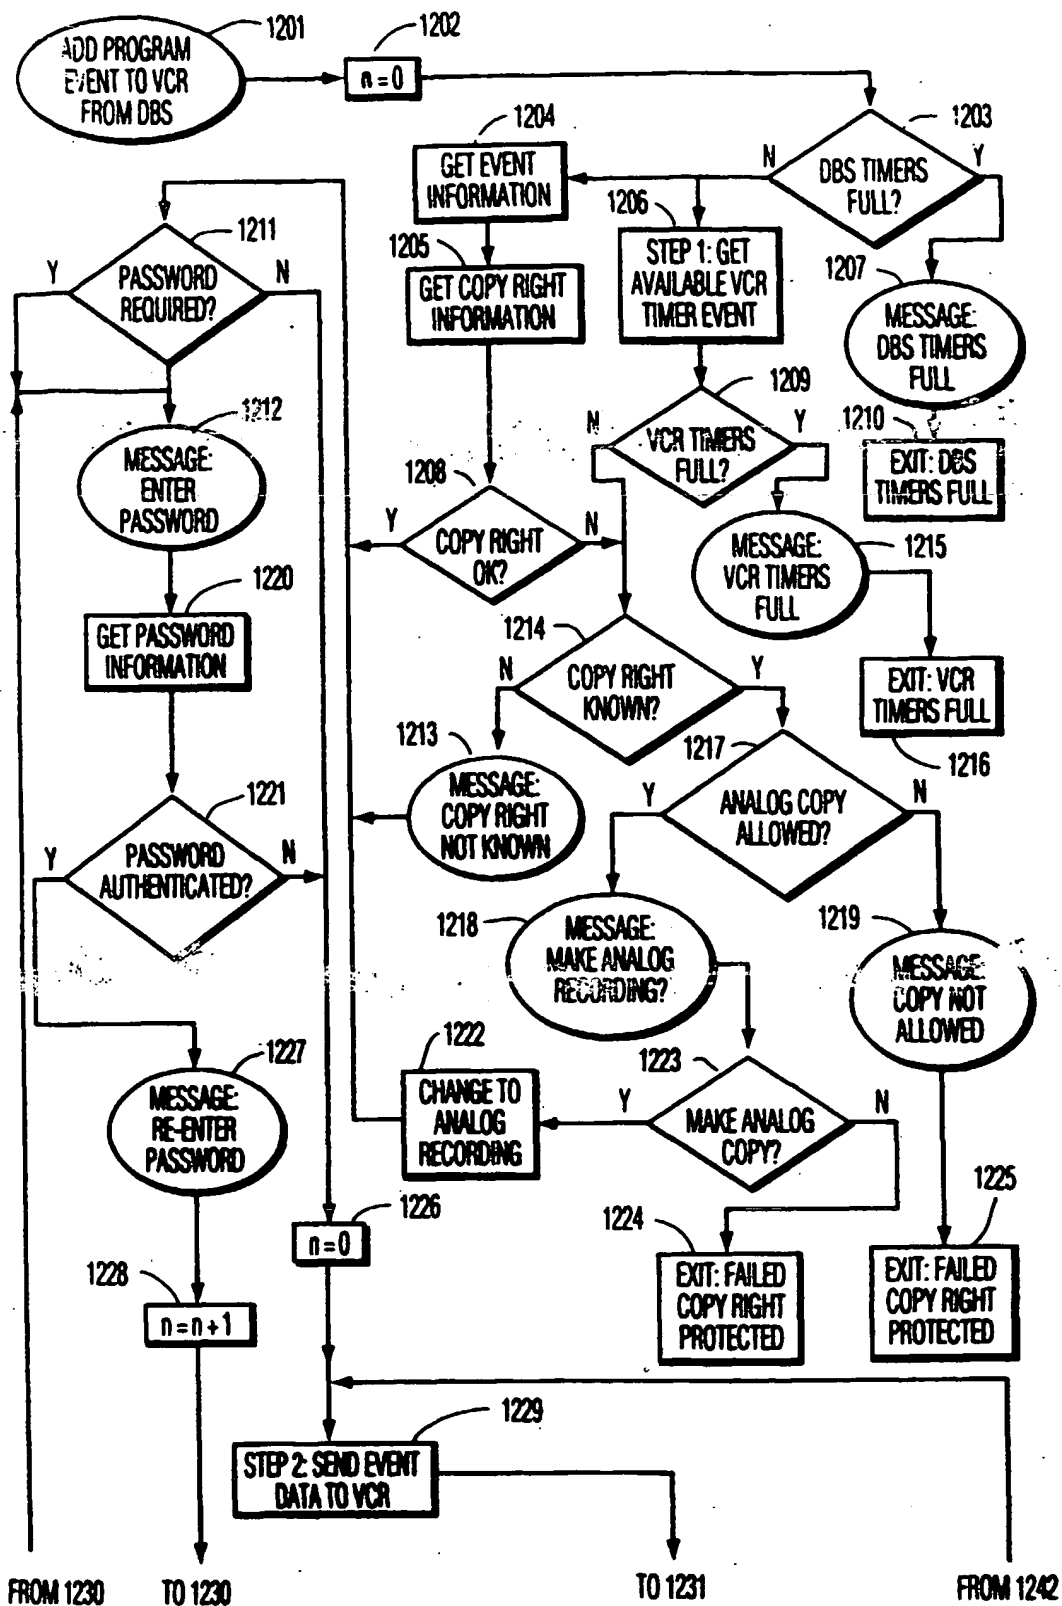 1201
ADD PROGRAM
EVENT TO VCR
FROM DBS
1202
n=0
1203
DBS TIMERS
FULL?
N
Y
1204
GET EVENT
INFORMATION
1205
GET COPY RIGHT
INFORMATION
1206
STEP 1: GET
AVAILABLE VCR
TIMER EVENT
1207
MESSAGE:
DBS TIMERS
FULL
1211
PASSWORD
REQUIRED?
Y
N
1209
VCR TIMERS
FULL?
N
Y
1210
EXIT: DBS
TIMERS FULL
1212
MESSAGE:
ENTER
PASSWORD
1208
COPY RIGHT
OK?
Y
N
1215
MESSAGE:
VCR TIMERS
FULL
1220
GET PASSWORD
INFORMATION
1214
COPY RIGHT
KNOWN?
N
Y
EXIT: VCR
TIMERS FULL
1216
1213
MESSAGE:
COPY RIGHT
NOT KNOWN
1217
ANALOG COPY
ALLOWED?
Y
N
1221
PASSWORD
AUTHENTICATED?
Y
N
1218
MESSAGE:
MAKE ANALOG
RECORDING?
1219
MESSAGE:
COPY NOT
ALLOWED
1227
MESSAGE:
RE-ENTER
PASSWORD
1222
CHANGE TO
ANALOG
RECORDING
1223
MAKE ANALOG
COPY?
Y
N
1226
n=0
1224
EXIT: FAILED
COPY RIGHT
PROTECTED
1225
EXIT: FAILED
COPY RIGHT
PROTECTED
1228
n=n+1
1229
STEP 2: SEND EVENT
DATA TO VCR
FROM 1230
TO 1230
TO 1231
FROM 1242